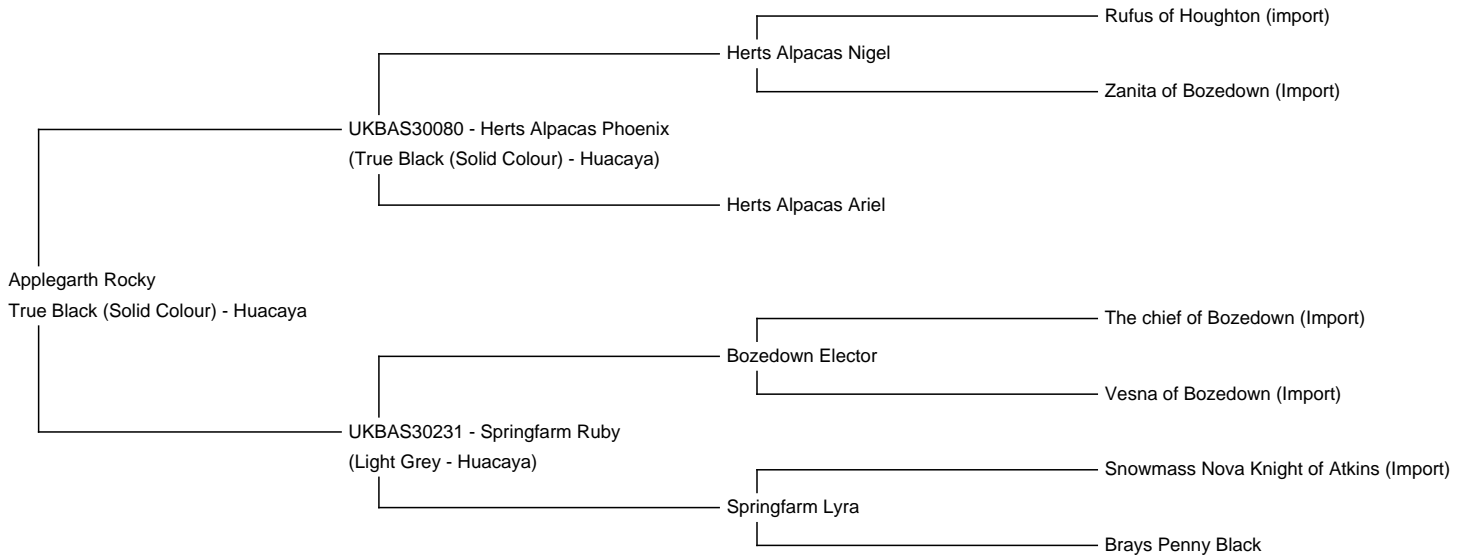 Rufus of Houghton (import)
Herts Alpacas Nigel
Zanita of Bozedown (Import)
UKBAS30080 - Herts Alpacas Phoenix
(True Black (Solid Colour) - Huacaya)
Herts Alpacas Ariel
Applegarth Rocky
True Black (Solid Colour) - Huacaya
The chief of Bozedown (Import)
Bozedown Elector
Vesna of Bozedown (Import)
UKBAS30231 - Springfarm Ruby
(Light Grey - Huacaya)
Snowmass Nova Knight of Atkins (Import)
Springfarm Lyra
Brays Penny Black